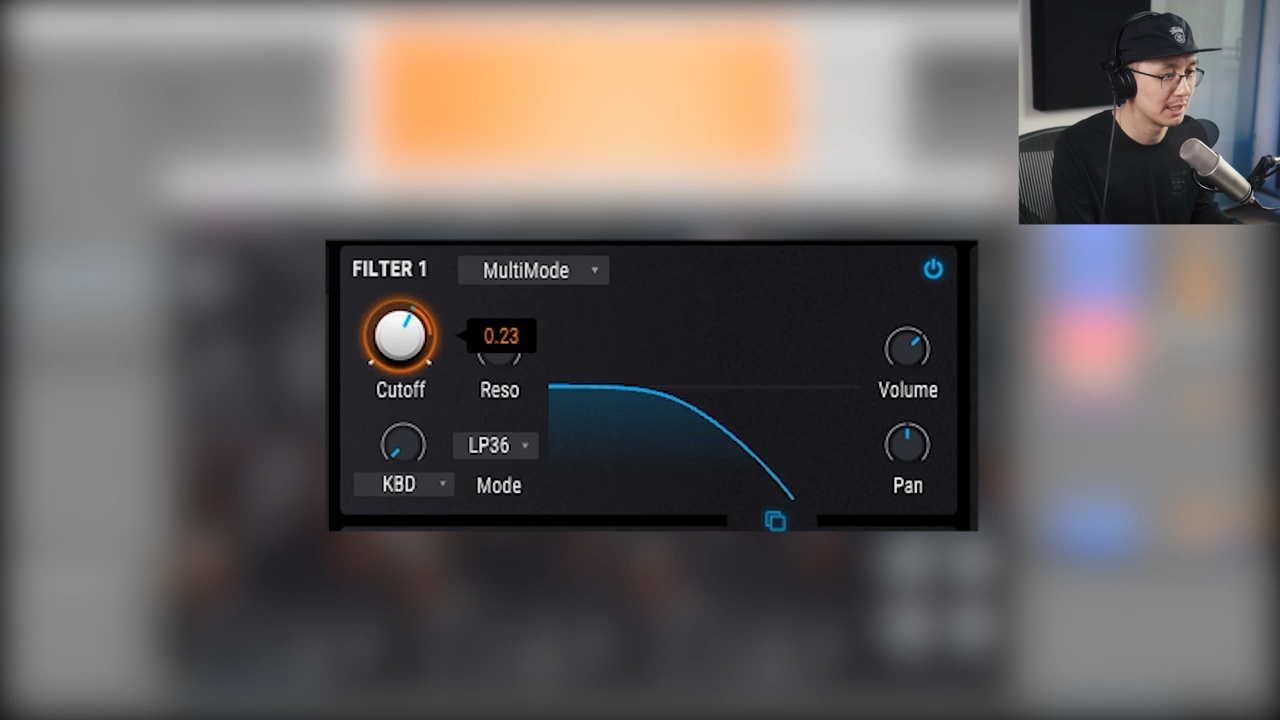 FILTER 1
MultiMode
0.23
Cutoff
Reso
Volume
LP36
KBD
Mode
Pan